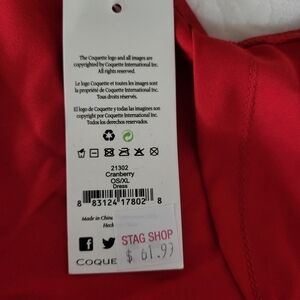 The Coquette logo and all images are
copyrighted by Coquette International Inc.
All rights reserved.
Le logo Coquette et toutes les images sont
la propriété de Coquette International Inc.
Tous droits réservés.
El logo de Coquette y todas las imagenes son
copyright por Coquette International Inc.
Todos los derechos reservados.
21302
Cranberry
OS/XL
Dress
8 83124 17802 8
Made in China
STAG SHOP
$ 61.97
COQUE